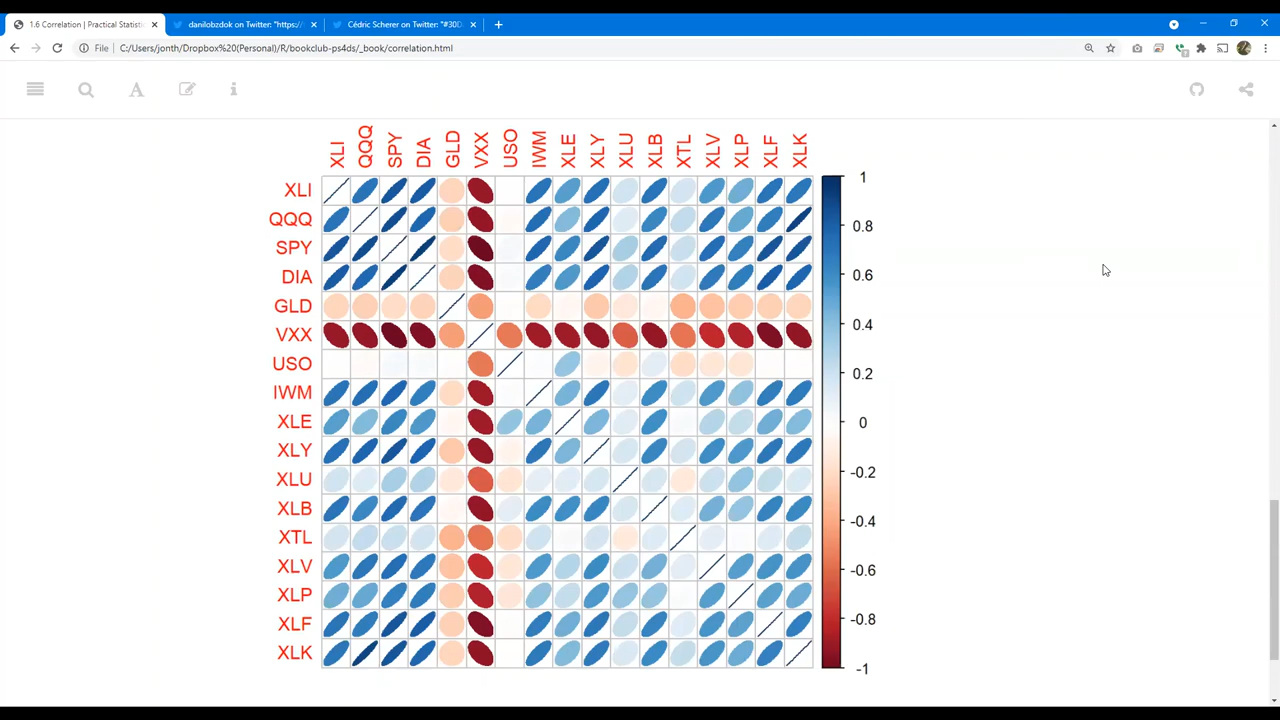 1.6 Correlation | Practical Statisti
danilobzdok on Twitter: "https:/
Cédric Scherer on Twitter: "#30D
File
C:/Users/jonth/Dropbox%20(Personal)/R/bookclub-ps4ds/_book/correlation.html
XLI QQQ SPY DIA GLD VXX USO IWM XLE XLY XLU XLB XTL XLV XLP XLF XLK
XLI
QQQ
SPY
DIA
GLD
VXX
USO
IWM
XLE
XLY
XLU
XLB
XTL
XLV
XLP
XLF
XLK
1
0.8
0.6
0.4
0.2
0
-0.2
-0.4
-0.6
-0.8
-1